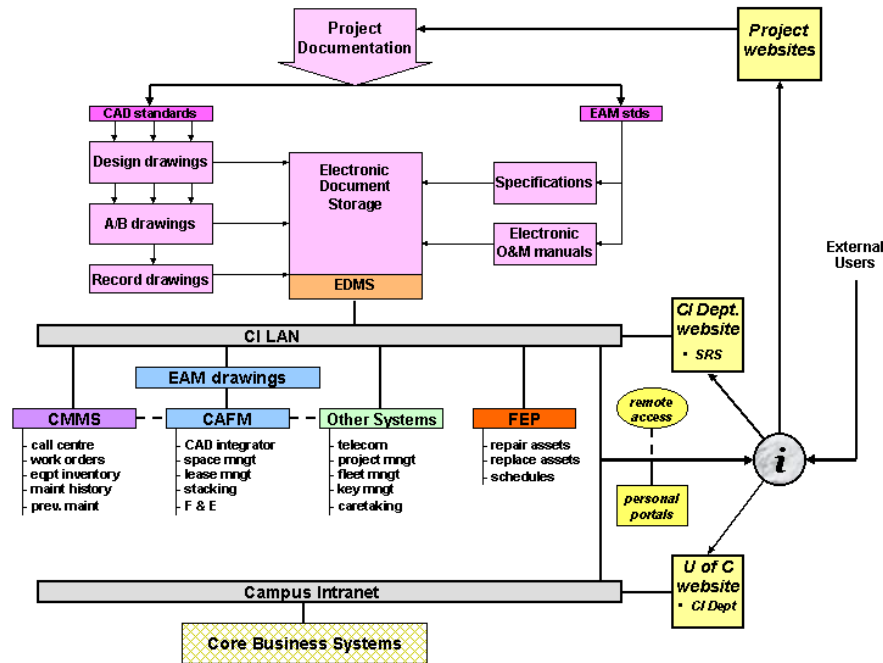 Project
Documentation
Project
websites
CAD standards
EAM stds
Design drawings
Electronic
Document
Storage
Specifications
A/B drawings
Electronic
O&M manuals
External
Users
Record drawings
EDMS
CI LAN
CI Dept.
website
• SRS
EAM drawings
remote
access
CMMS
- call centre
- work orders
- eqpt inventory
- maint history
- prev. maint
CAFM
- CAD integrator
- space mngt
- lease mngt
- stacking
- F & E
Other Systems
- telecom
- project mngt
- fleet mngt
- key mngt
- caretaking
FEP
- repair assets
- replace assets
- schedules
i
personal
portals
U of C
website
• CI Dept
Campus Intranet
Core Business Systems